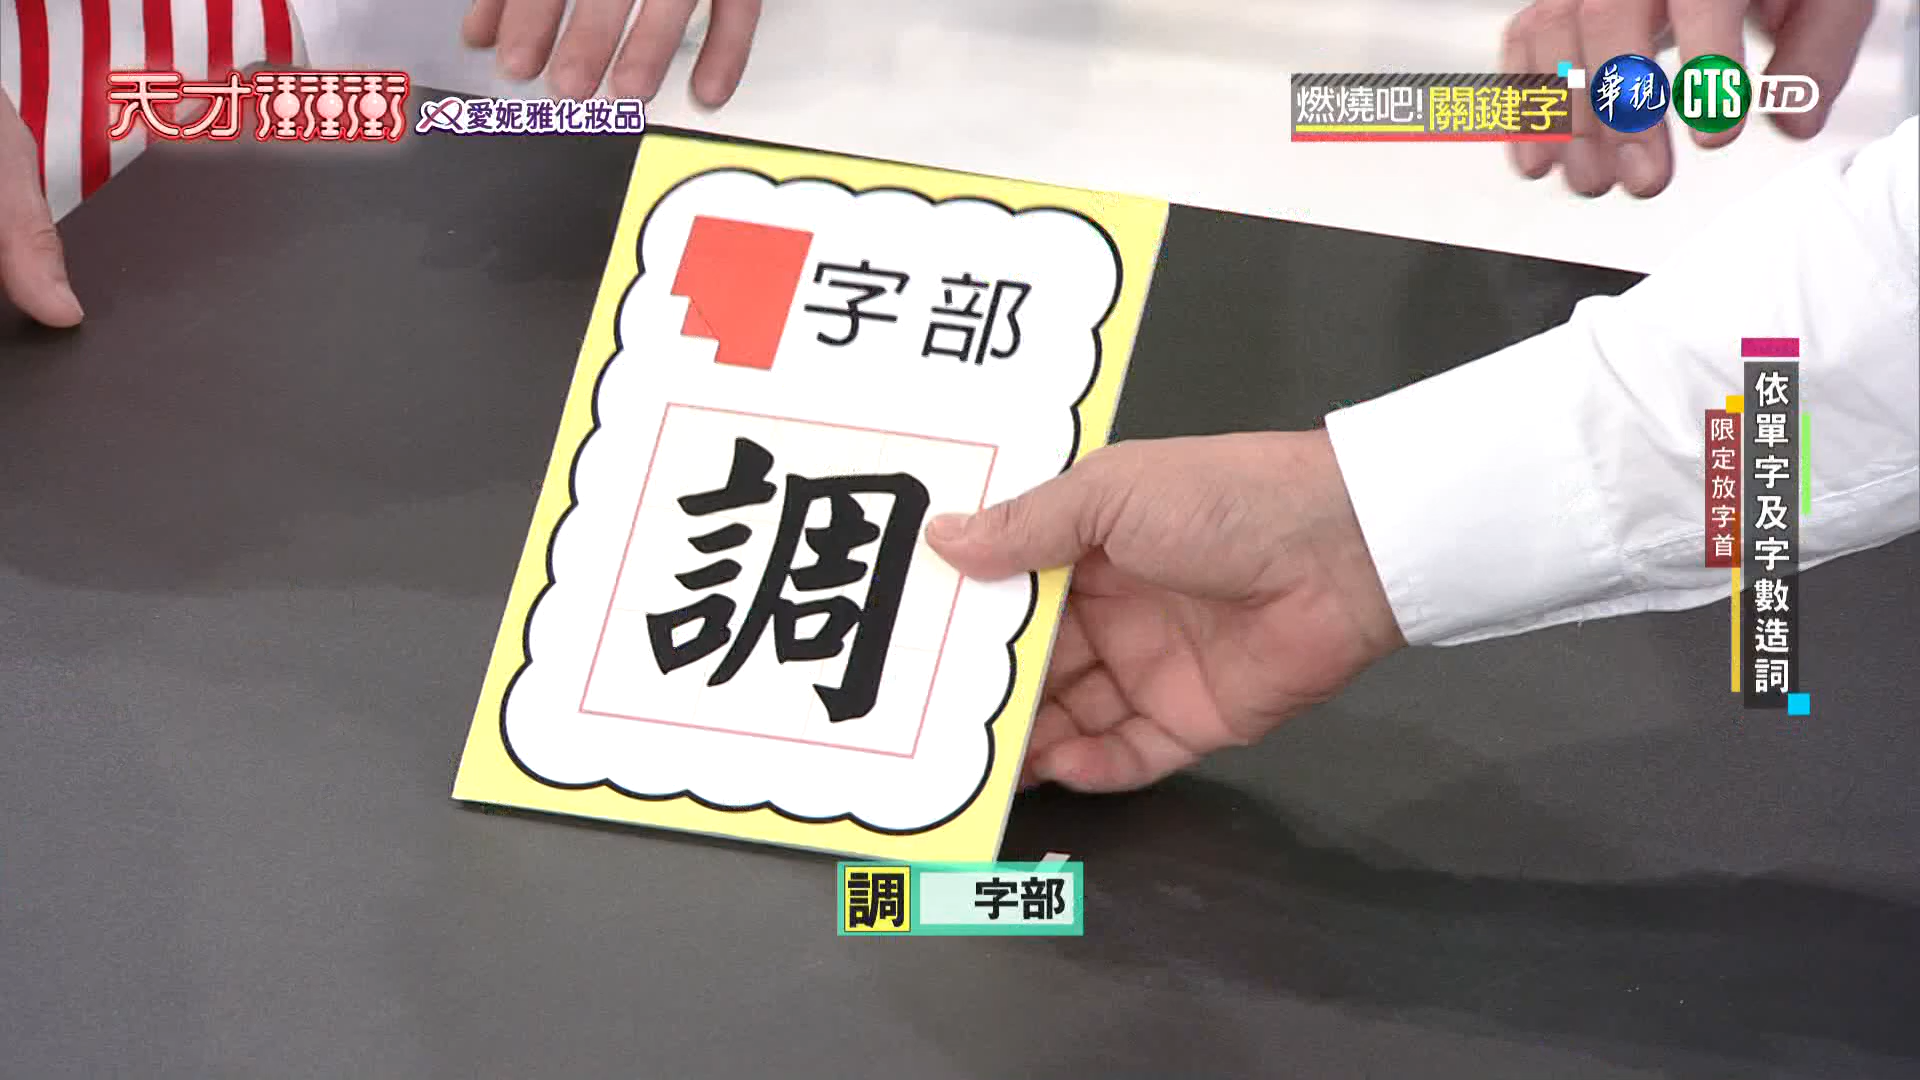 天才衝衝衝
愛妮雅化妝品
燃燒吧!關鍵字
華視 CTS HD
字部
調
依單字及字數造詞
限定放字首
調 字部